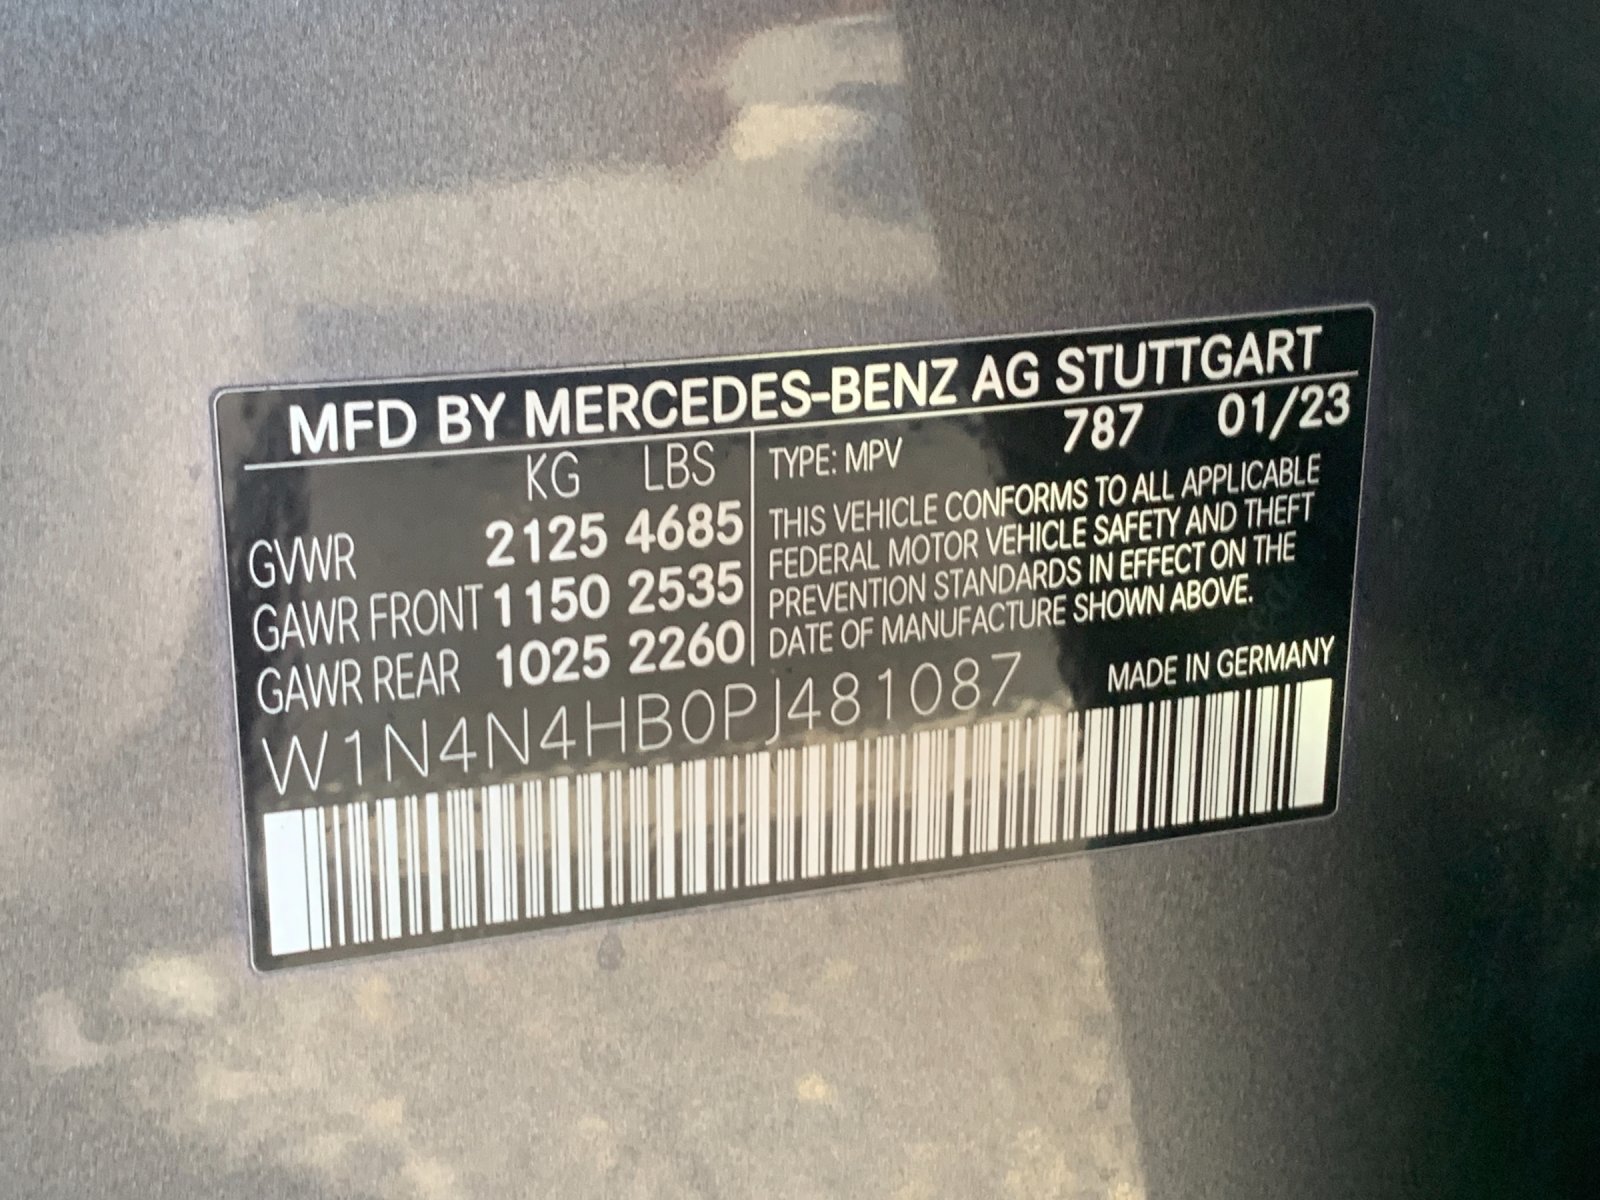 MFD BY MERCEDES-BENZ AG STUTTGART
KG LBS
GVWR 2125 4685
GAWR FRONT 1150 2535
GAWR REAR 1025 2260
TYPE: MPV 787 01/23
THIS VEHICLE CONFORMS TO ALL APPLICABLE
FEDERAL MOTOR VEHICLE SAFETY AND THEFT
PREVENTION STANDARDS IN EFFECT ON THE
DATE OF MANUFACTURE SHOWN ABOVE.
W1N4N4HB0PJ481087
MADE IN GERMANY